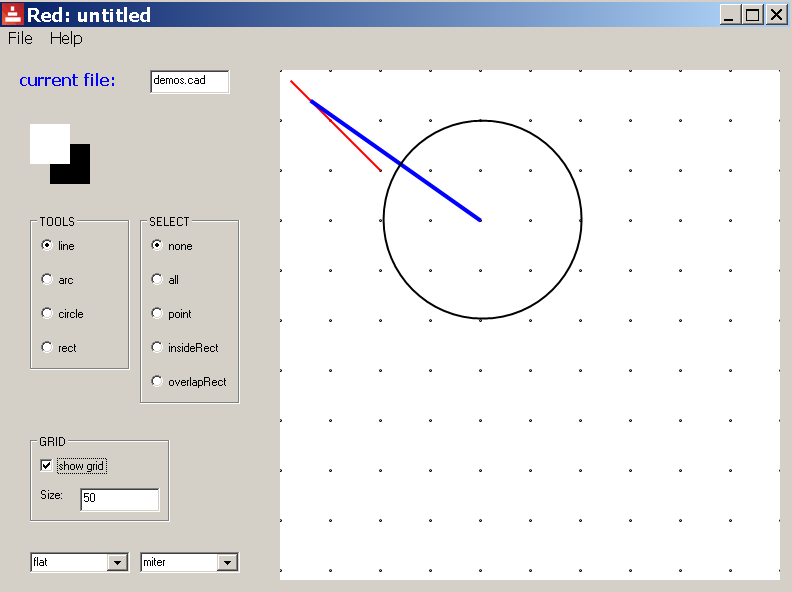 Red: untitled
File Help
current file: demos.cad
TOOLS
line
arc
circle
rect
SELECT
none
all
point
insideRect
overlapRect
GRID
show grid
Size: 50
flat
miter